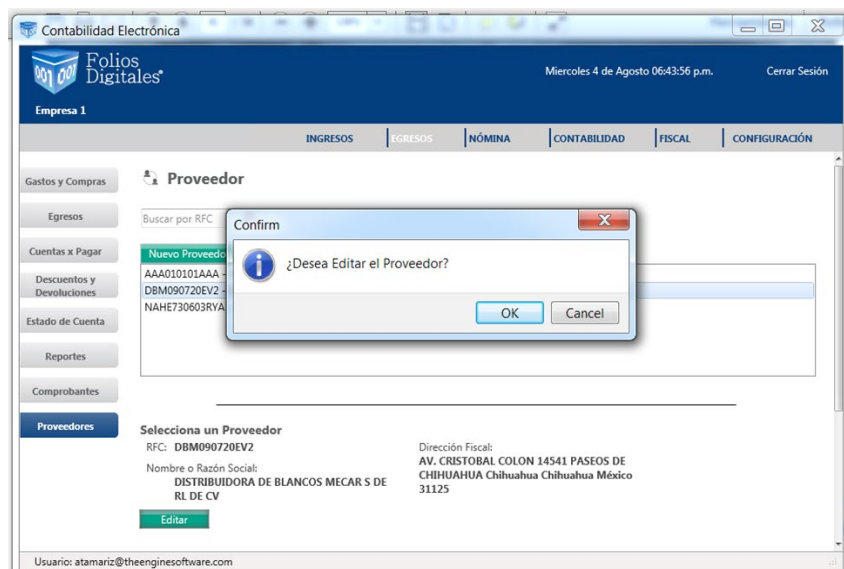 Contabilidad Electrónica
Folios
Digitales
Miercoles 4 de Agosto 06:43:56 p.m.
Cerrar Sesión
Empresa 1
INGRESOS
EGRESOS
NÓMINA
CONTABILIDAD
FISCAL
CONFIGURACIÓN
Gastos y Compras
Egresos
Cuentas x Pagar
Descuentos y
Devoluciones
Estado de Cuenta
Reportes
Comprobantes
Proveedores
Proveedor
Buscar por RFC
Nuevo Proveedo
AAA010101AAA -
DBM090720EV2 -
NAHE730603RYA
Confirm
¿Desea Editar el Proveedor?
OK
Cancel
Selecciona un Proveedor
RFC: DBM090720EV2
Nombre o Razón Social:
DISTRIBUIDORA DE BLANCOS MECAR S DE
RL DE CV
Dirección Fiscal:
AV. CRISTOBAL COLON 14541 PASEOS DE
CHIHUAHUA Chihuahua Chihuahua México
31125
Editar
Usuario: atamariz@theenginesoftware.com